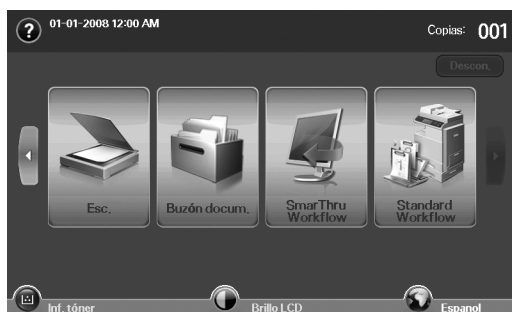 01-01-2008 12:00 AM
Copias: 001
Descon.
Esc.
Buzón docum.
SmarThru
Workflow
Standard
Workflow
Inf. tóner
Brillo LCD
Espanol